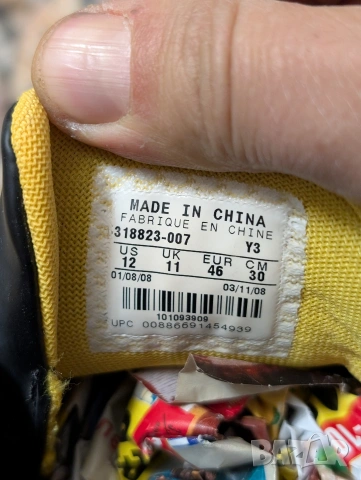 MADE IN CHINA
FABRIQUE EN CHINE
318823-007 Y3
US UK EUR CM
12 11 46 30
01/08/08 03/11/08
101093909
UPC 00886691454939
BAZAR